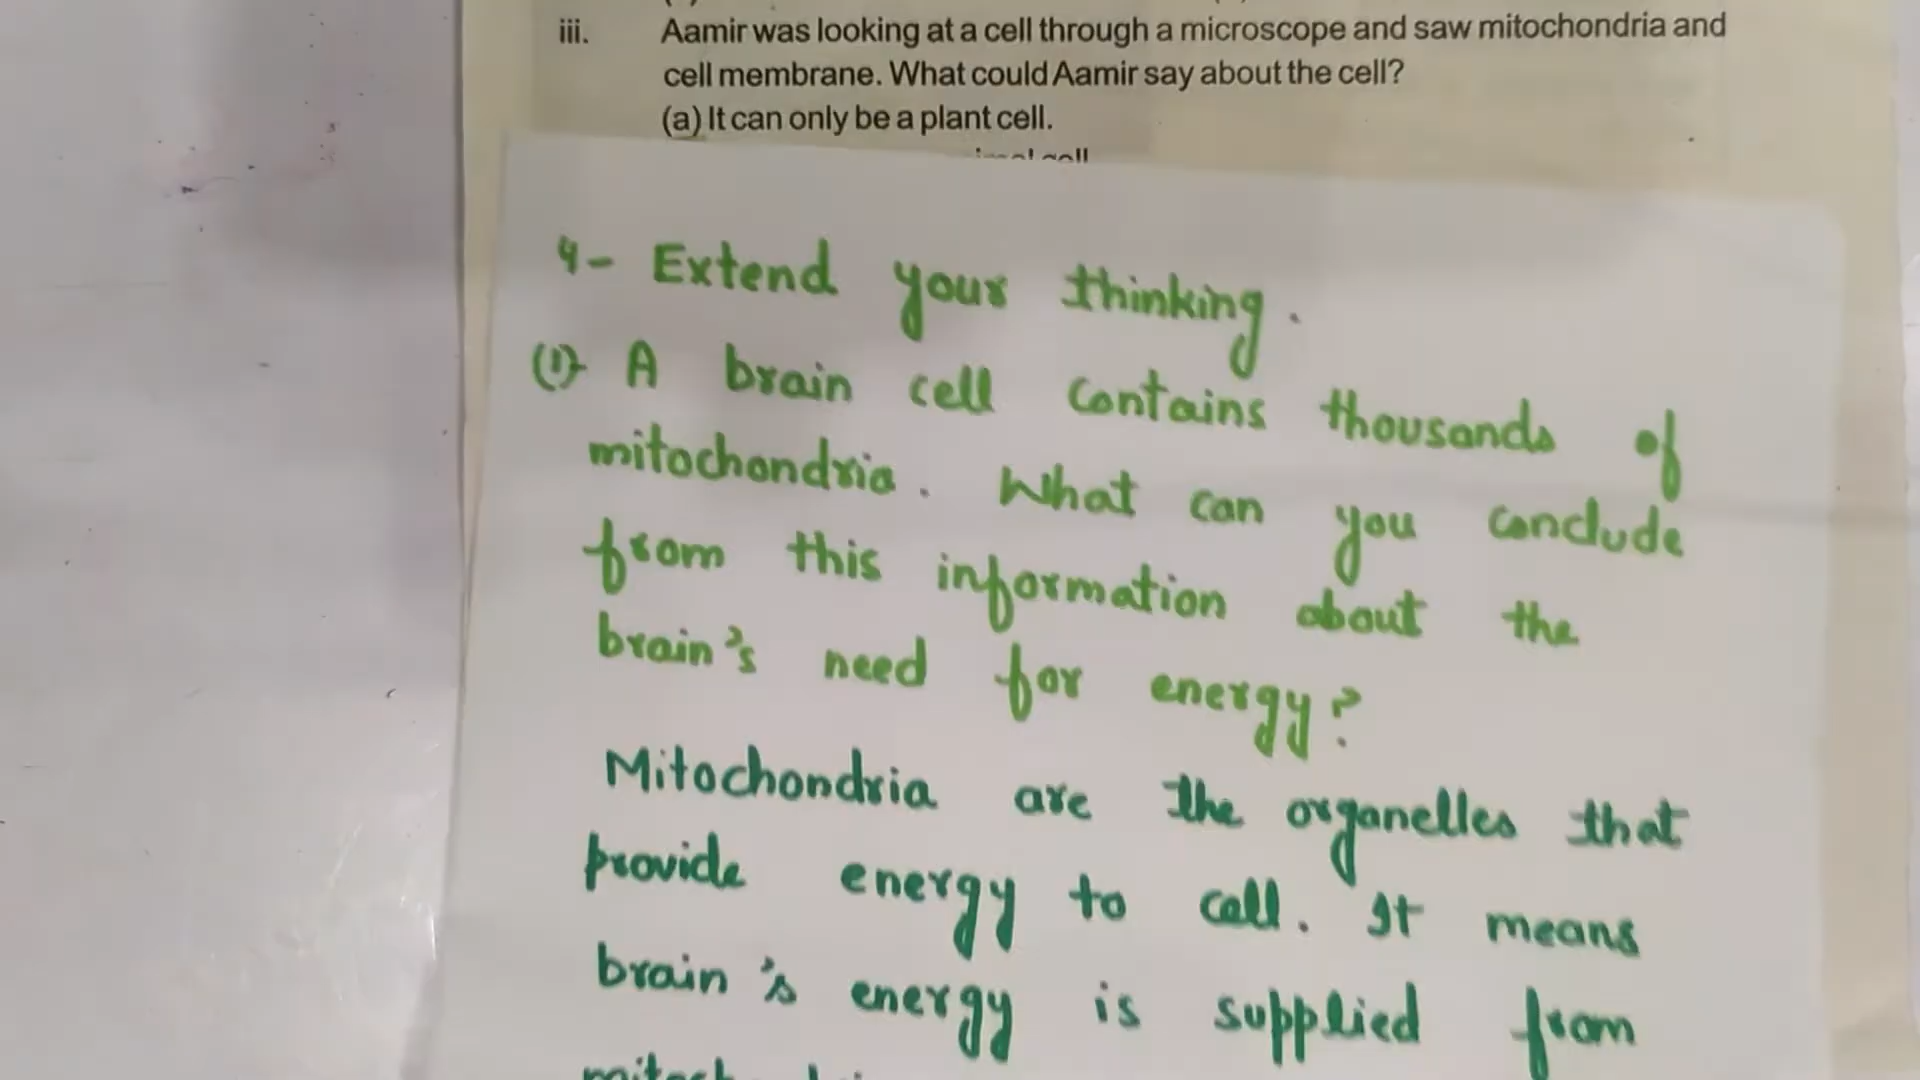 iii. Aamir was looking at a cell through a microscope and saw mitochondria and
cell membrane. What could Aamir say about the cell?
(a) It can only be a plant cell.
cell
4- Extend your thinking.
(1) A brain cell contains thousands of
mitochondria. What can you conclude
from this information about the
brain's need for energy?
Mitochondria are the organelles that
provide energy to cell. It means
brain's energy is supplied from